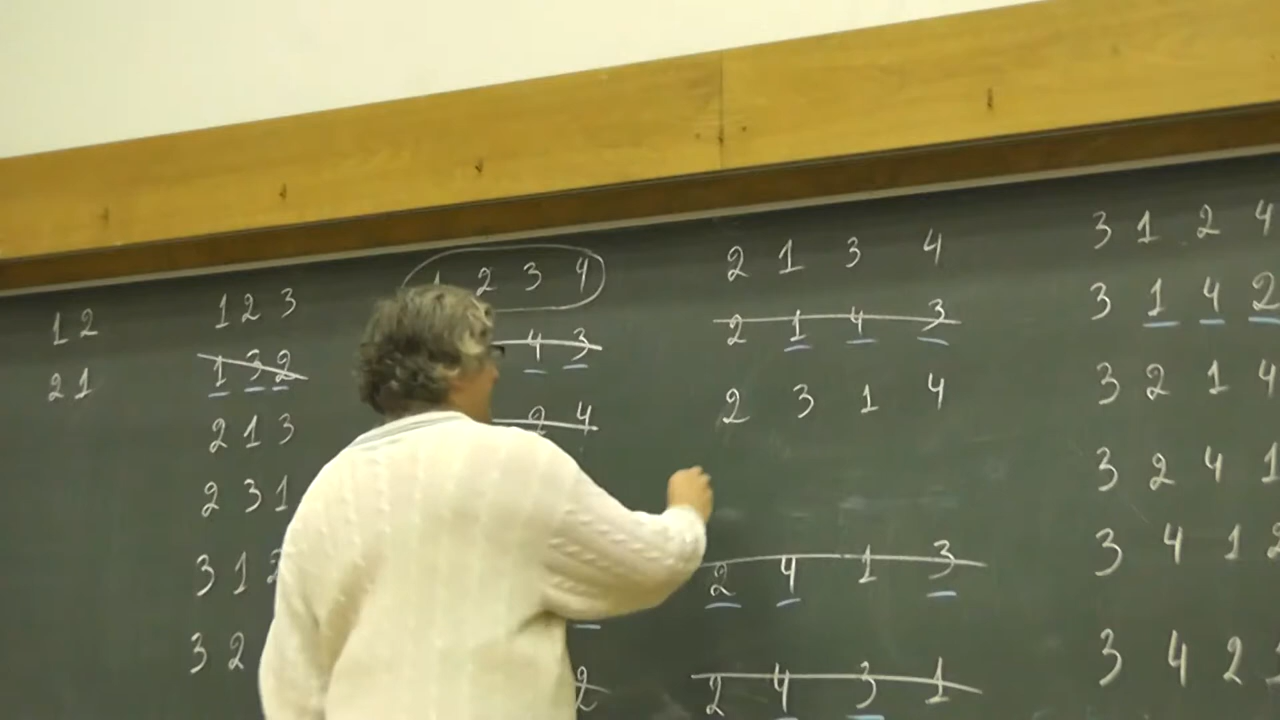 1 2
2 1
1 2 3
1 3 2
2 1 3
2 3 1
3 1
3 2
2 3 4
4 3
2 4
2
2 1 3 4
2 1 4 3
2 3 1 4
2 4 1 3
2 4 3 1
3 1 2 4
3 1 4 2
3 2 1 4
3 2 4 1
3 4 1 2
3 4 2